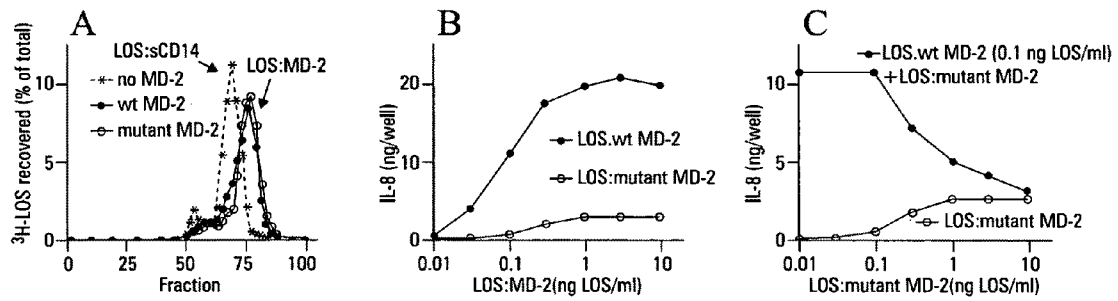 A
³H-LOS recovered (% of total)
10
5
0
LOS:sCD14
LOS:MD-2
no MD-2
wt MD-2
mutant MD-2
0
25
50
75
100
Fraction
B
IL-8 (ng/well)
20
10
0
LOS.wt MD-2
LOS:mutant MD-2
0.01
0.1
1
10
LOS:MD-2(ng LOS/ml)
C
IL-8 (ng/well)
10
5
0
LOS.wt MD-2 (0.1 ng LOS/ml)
+LOS:mutant MD-2
LOS:mutant MD-2
0.01
0.1
1
10
LOS:mutant MD-2(ng LOS/ml)